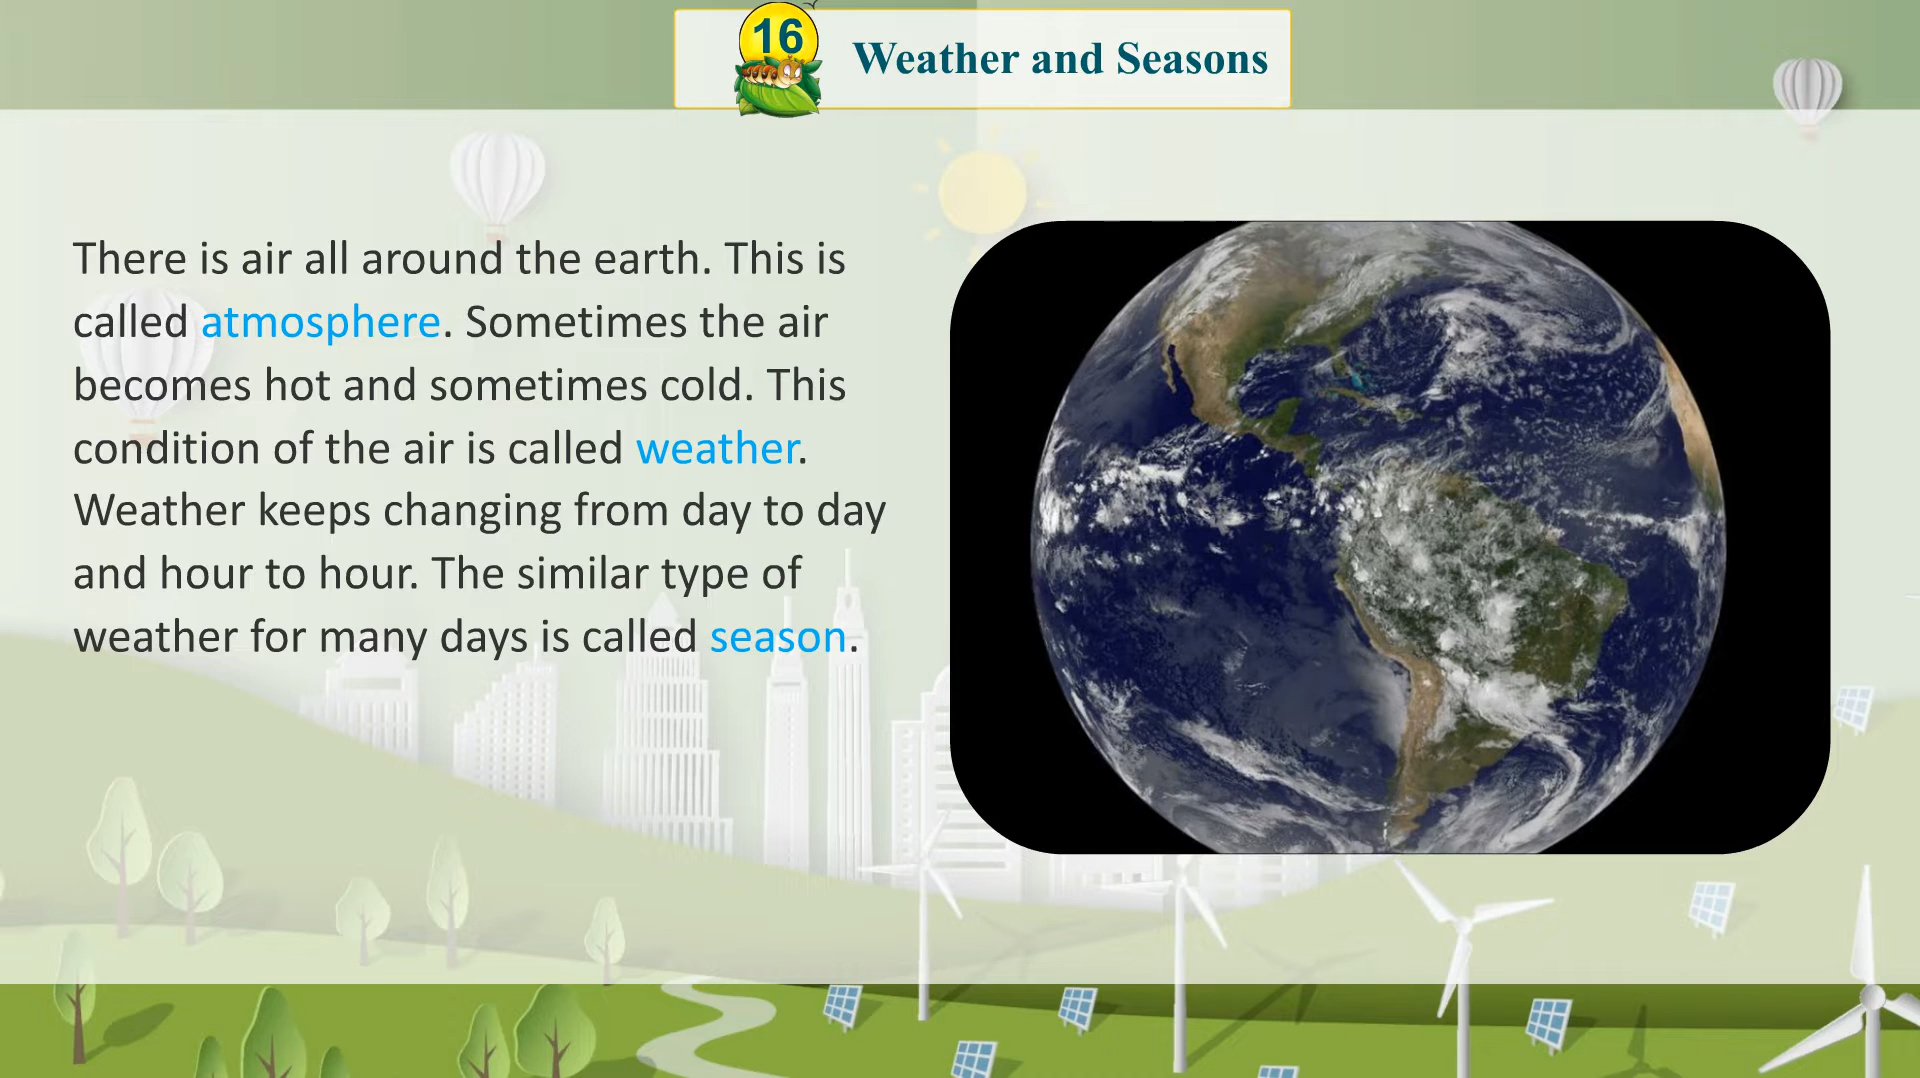 16
Weather and Seasons
There is air all around the earth. This is
called atmosphere. Sometimes the air
becomes hot and sometimes cold. This
condition of the air is called weather.
Weather keeps changing from day to day
and hour to hour. The similar type of
weather for many days is called season.